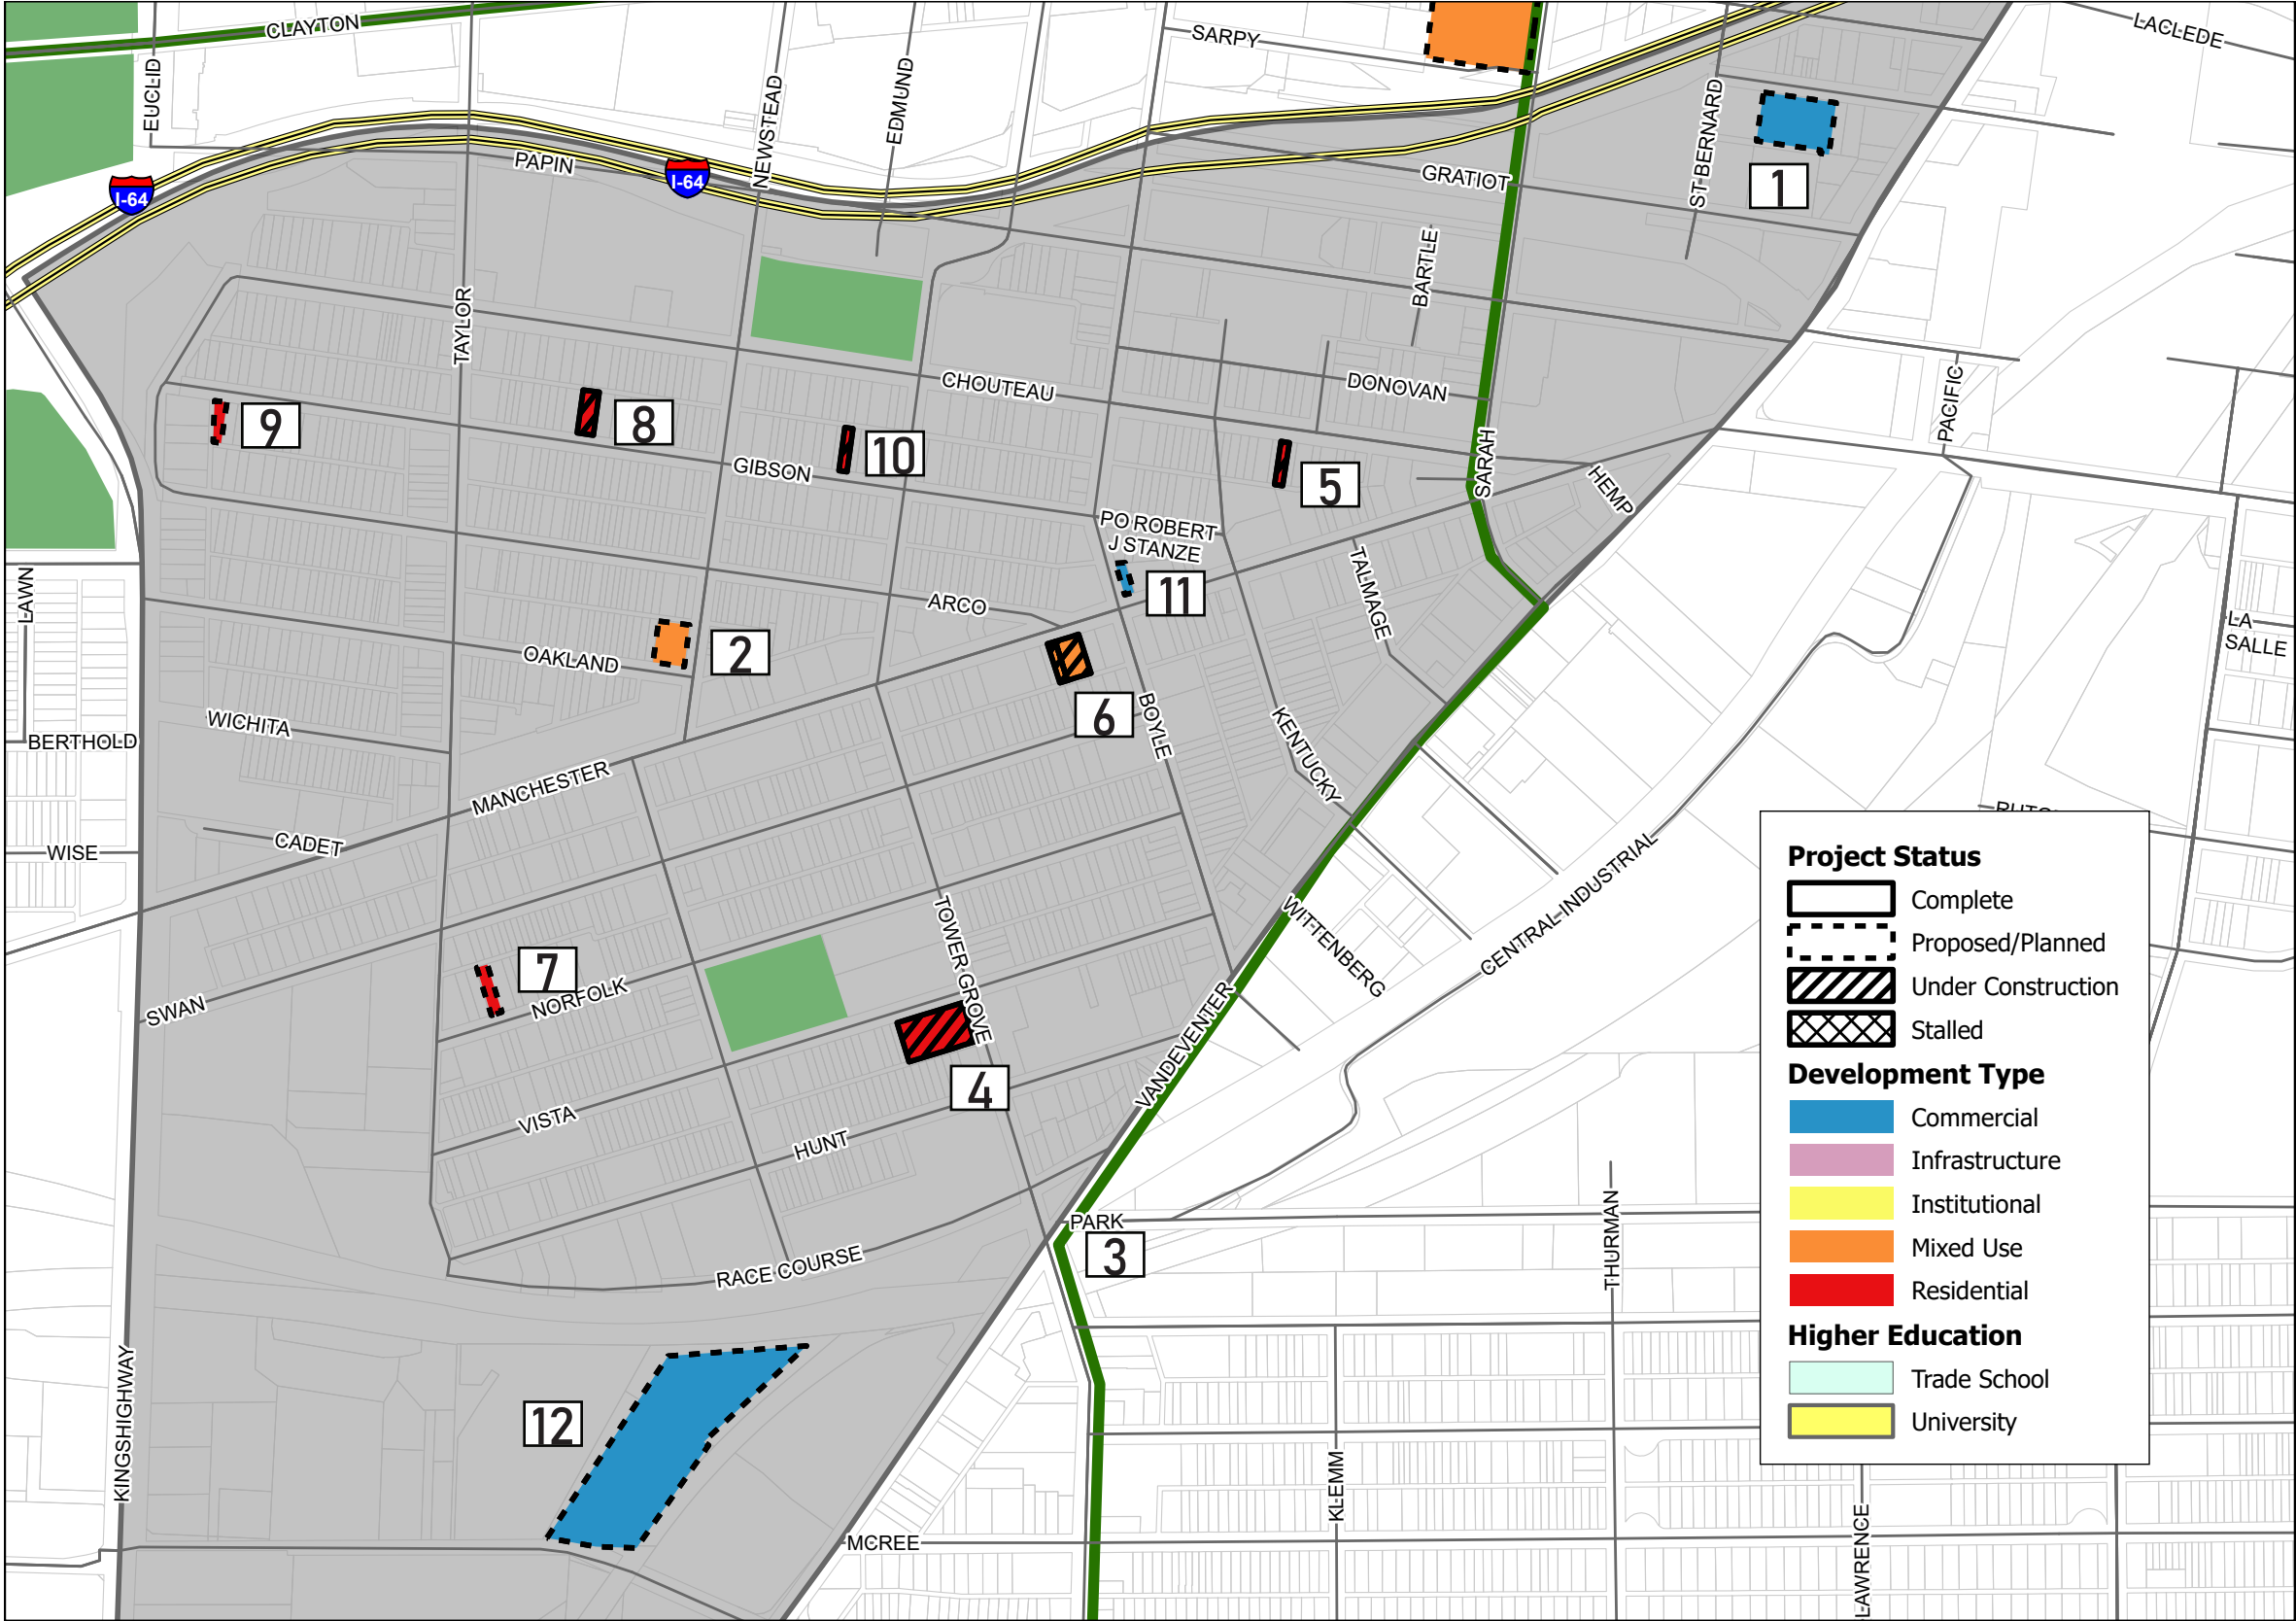 CLAYTON
SARPY
LACLEDE
EUCLID
NEWSTEAD
EDMUND
ST BERNARD
PAPIN
I-64
I-64
GRATIOT
1
BARTLE
TAYLOR
CHOUTEAU
DONOVAN
PACIFIC
9
8
10
GIBSON
5
SARAH
HEMP
PO ROBERT
J STANZE
TALMAGE
11
LAWN
ARCO
OAKLAND
2
LA
SALLE
WICHITA
BERTHOLD
6
BOYLE
KENTUCKY
MANCHESTER
CADET
WISE
CENTRAL INDUSTRIAL
TOWER GROVE
WITTENBERG
7
NORFOLK
SWAN
VANDEVENTER
4
VISTA
HUNT
PARK
3
THURMAN
RACE COURSE
KINGSHIGHWAY
12
KLEMM
MCREE
LAWRENCE
Project Status
Complete
Proposed/Planned
Under Construction
Stalled
Development Type
Commercial
Infrastructure
Institutional
Mixed Use
Residential
Higher Education
Trade School
University